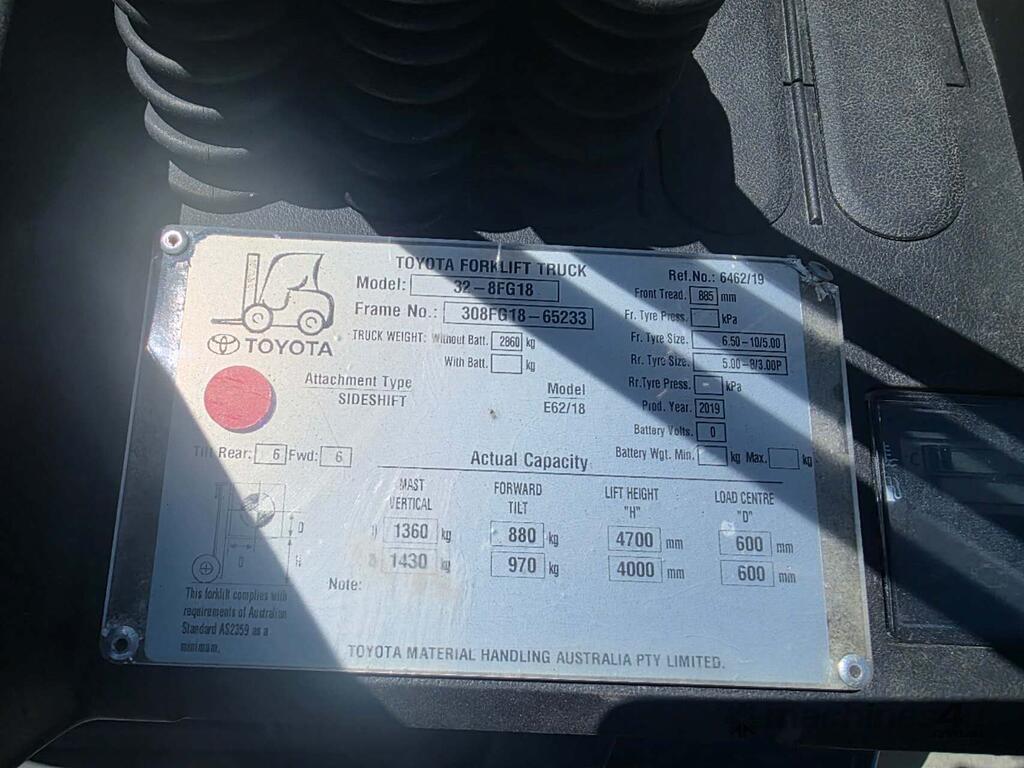 TOYOTA FORKLIFT TRUCK
Model: 32-8FG18
Frame No.: 308FG18-65233
TRUCK WEIGHT: Without Batt. 2860 kg
With Batt. kg
TOYOTA
Attachment Type
SIDESHIFT
Model
E62/18
Ref.No.: 6462/19
Front Tread. 885 mm
Fr. Tyre Press. kPa
Fr. Tyre Size. 6.50-10/5.00
Rr. Tyre Size. 5.00-8/3.00P
Rr.Tyre Press. - kPa
Prod. Year. 2019
Battery Volts. 0
Battery Wgt. Min. kg Max. kg
Tilt Rear: 6 Fwd: 6
Actual Capacity
MAST VERTICAL FORWARD TILT LIFT HEIGHT "H" LOAD CENTRE "D"
1360 kg 880 kg 4700 mm 600 mm
1430 kg 970 kg 4000 mm 600 mm
D
D
H
Note:
This forklift complies with
requirements of Australian
Standard AS2359 as a
minimum.
TOYOTA MATERIAL HANDLING AUSTRALIA PTY LIMITED.